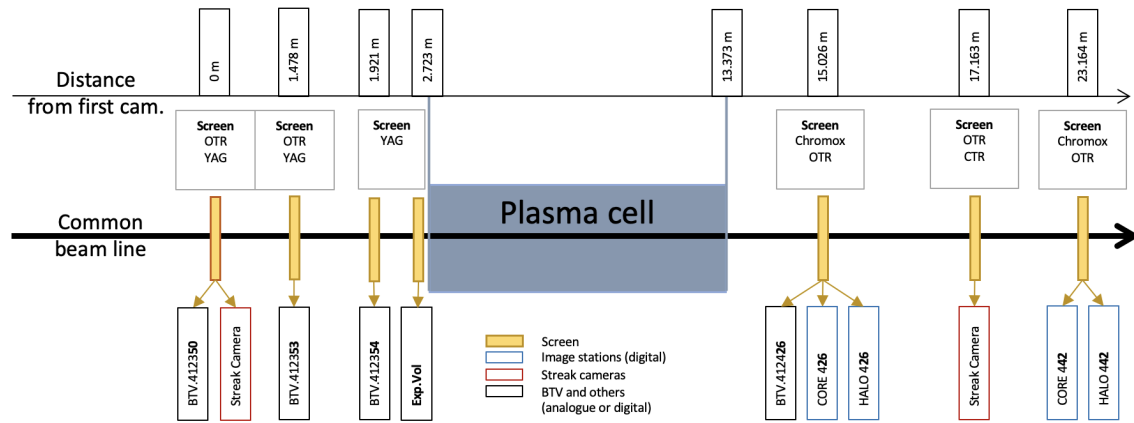 0 m
1.478 m
1.921 m
2.723 m
13.373 m
15.026 m
17.163 m
23.164 m
Distance
from first cam.
Screen
OTR
YAG
Screen
OTR
YAG
Screen
YAG
Screen
Chromox
OTR
Screen
OTR
CTR
Screen
Chromox
OTR
Plasma cell
Common
beam line
BTV.412350
Streak Camera
BTV.412353
BTV.412354
Exp.Vol
Screen
Image stations (digital)
Streak cameras
BTV and others
(analogue or digital)
BTV.412426
CORE 426
HALO 426
Streak Camera
CORE 442
HALO 442